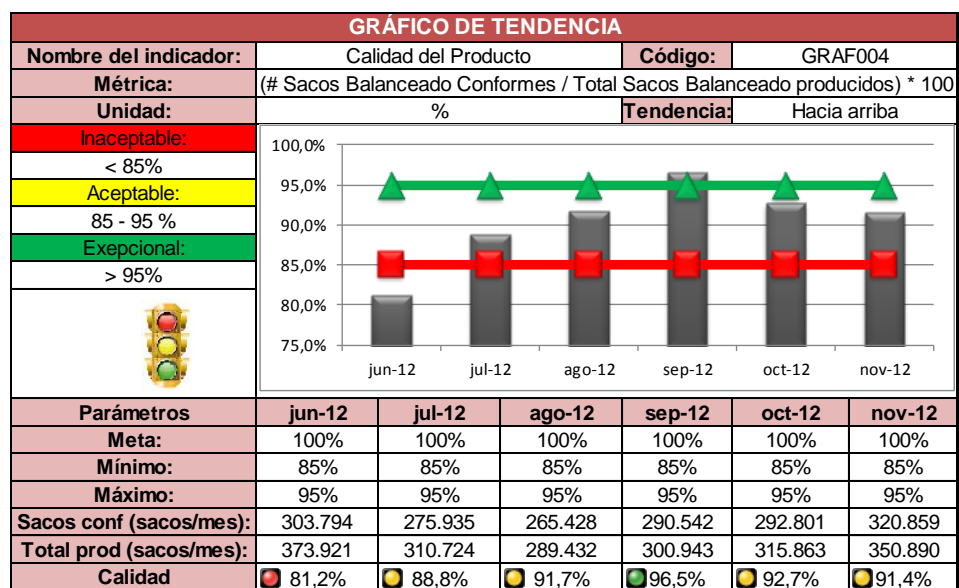 GRÁFICO DE TENDENCIA
Nombre del indicador: Calidad del Producto Código: GRAF004
Métrica: (# Sacos Balanceado Conformes / Total Sacos Balanceado producidos) * 100
Unidad: % Tendencia: Hacia arriba
Inaceptable:
< 85%
Aceptable:
85 - 95 %
Exepcional:
> 95%
100,0%
95,0%
90,0%
85,0%
80,0%
75,0%
jun-12 jul-12 ago-12 sep-12 oct-12 nov-12
Parámetros jun-12 jul-12 ago-12 sep-12 oct-12 nov-12
Meta: 100% 100% 100% 100% 100% 100%
Mínimo: 85% 85% 85% 85% 85% 85%
Máximo: 95% 95% 95% 95% 95% 95%
Sacos conf (sacos/mes): 303.794 275.935 265.428 290.542 292.801 320.859
Total prod (sacos/mes): 373.921 310.724 289.432 300.943 315.863 350.890
Calidad 81,2% 88,8% 91,7% 96,5% 92,7% 91,4%